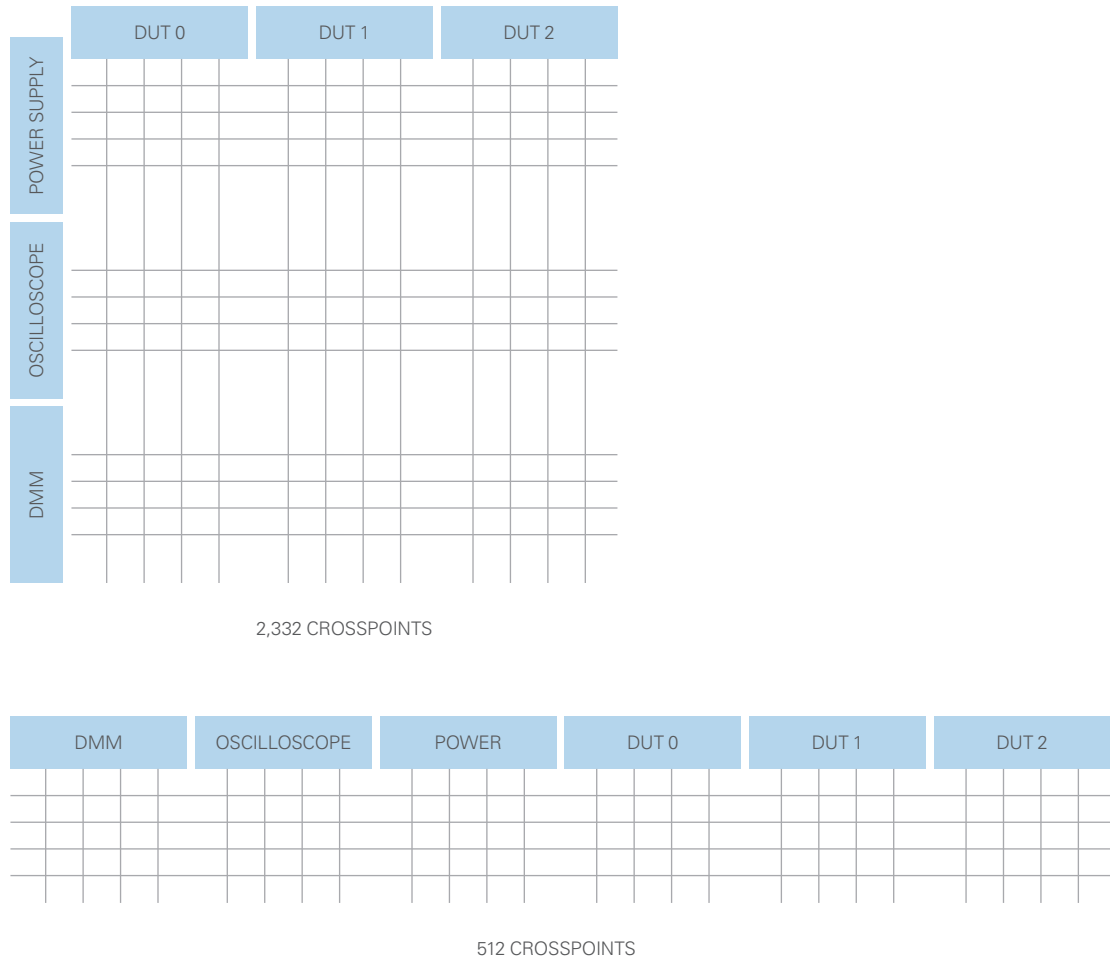 DUT 0
DUT 1
DUT 2
POWER SUPPLY
OSCILLOSCOPE
DMM
2,332 CROSSPOINTS
DMM
OSCILLOSCOPE
POWER
DUT 0
DUT 1
DUT 2
512 CROSSPOINTS